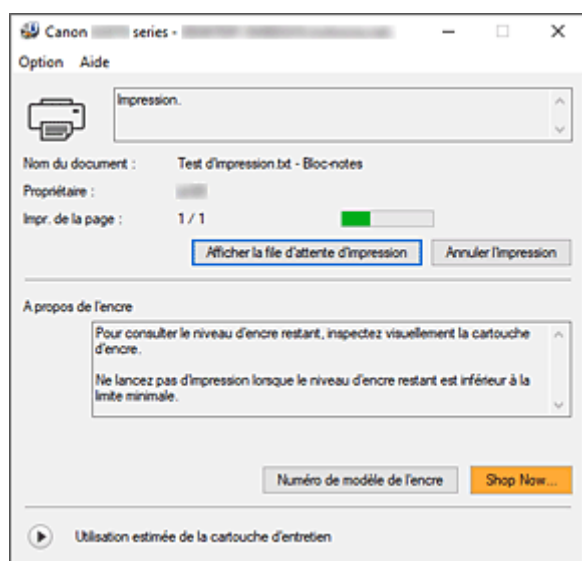 Canon series -
Option Aide
Impression.
Nom du document : Test d'impression.txt - Bloc-notes
Propriétaire :
Impr. de la page : 1 / 1
Afficher la file d'attente d'impression Annuler l'impression
A propos de l'encre
Pour consulter le niveau d'encre restant, inspectez visuellement la cartouche
d'encre.
Ne lancez pas d'impression lorsque le niveau d'encre restant est inférieur à la
limite minimale.
Numéro de modèle de l'encre Shop Now...
Utilisation estimée de la cartouche d'entretien